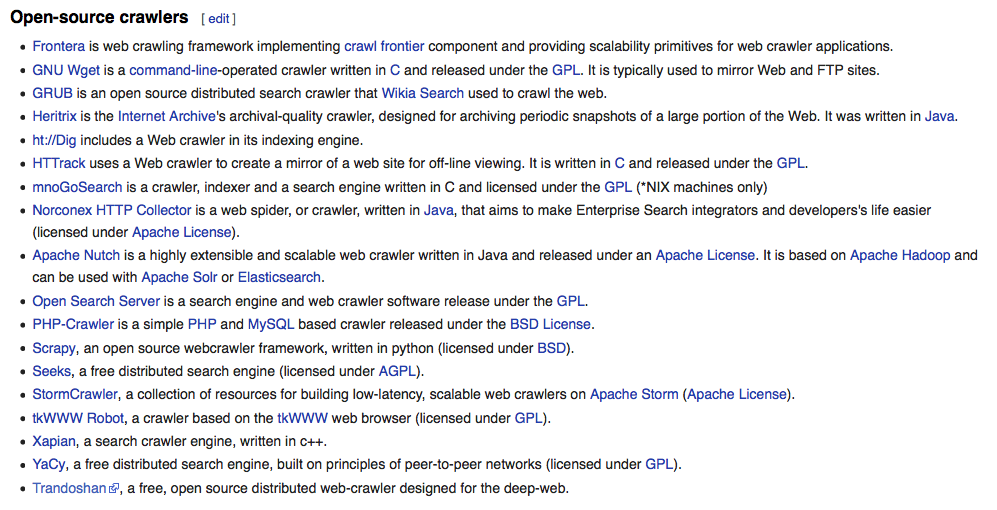 Open-source crawlers [ edit ]
• Frontera is web crawling framework implementing crawl frontier component and providing scalability primitives for web crawler applications.
• GNU Wget is a command-line-operated crawler written in C and released under the GPL. It is typically used to mirror Web and FTP sites.
• GRUB is an open source distributed search crawler that Wikia Search used to crawl the web.
• Heritrix is the Internet Archive's archival-quality crawler, designed for archiving periodic snapshots of a large portion of the Web. It was written in Java.
• ht://Dig includes a Web crawler in its indexing engine.
• HTTrack uses a Web crawler to create a mirror of a web site for off-line viewing. It is written in C and released under the GPL.
• mnoGoSearch is a crawler, indexer and a search engine written in C and licensed under the GPL (*NIX machines only)
• Norconex HTTP Collector is a web spider, or crawler, written in Java, that aims to make Enterprise Search integrators and developers's life easier
(licensed under Apache License).
• Apache Nutch is a highly extensible and scalable web crawler written in Java and released under an Apache License. It is based on Apache Hadoop and
can be used with Apache Solr or Elasticsearch.
• Open Search Server is a search engine and web crawler software release under the GPL.
• PHP-Crawler is a simple PHP and MySQL based crawler released under the BSD License.
• Scrapy, an open source webcrawler framework, written in python (licensed under BSD).
• Seeks, a free distributed search engine (licensed under AGPL).
• StormCrawler, a collection of resources for building low-latency, scalable web crawlers on Apache Storm (Apache License).
• tkWWW Robot, a crawler based on the tkWWW web browser (licensed under GPL).
• Xapian, a search crawler engine, written in c++.
• YaCy, a free distributed search engine, built on principles of peer-to-peer networks (licensed under GPL).
• Trandoshan, a free, open source distributed web-crawler designed for the deep-web.